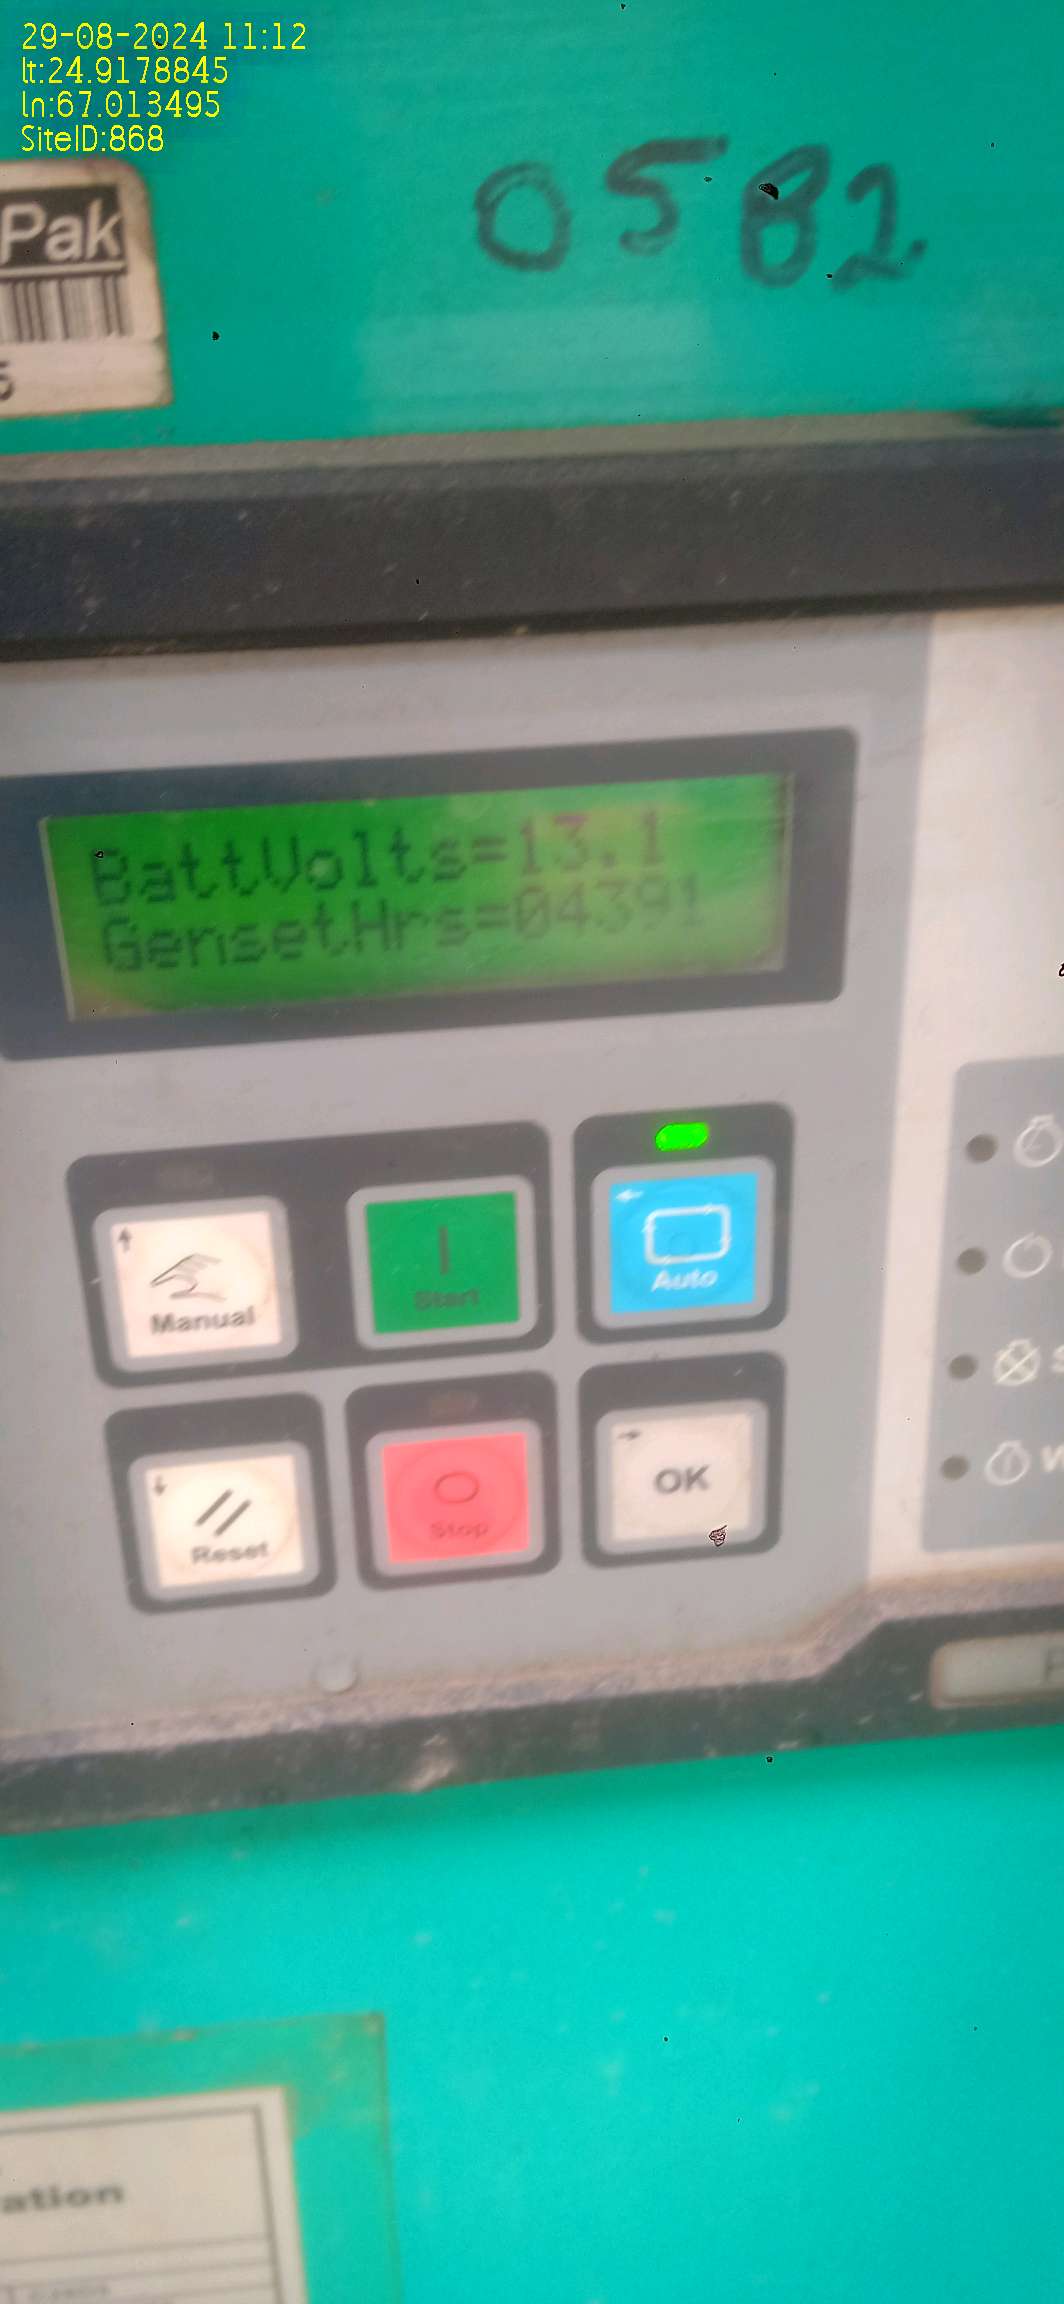 29-08-2024 11:12
lt:24.9178845
ln:67.013495
SiteID:868
0582
Pak
5
BattVolts=13.1
GensetHrs=04391
Manual
Start
Auto
Reset
Stop
OK
S
W
ation